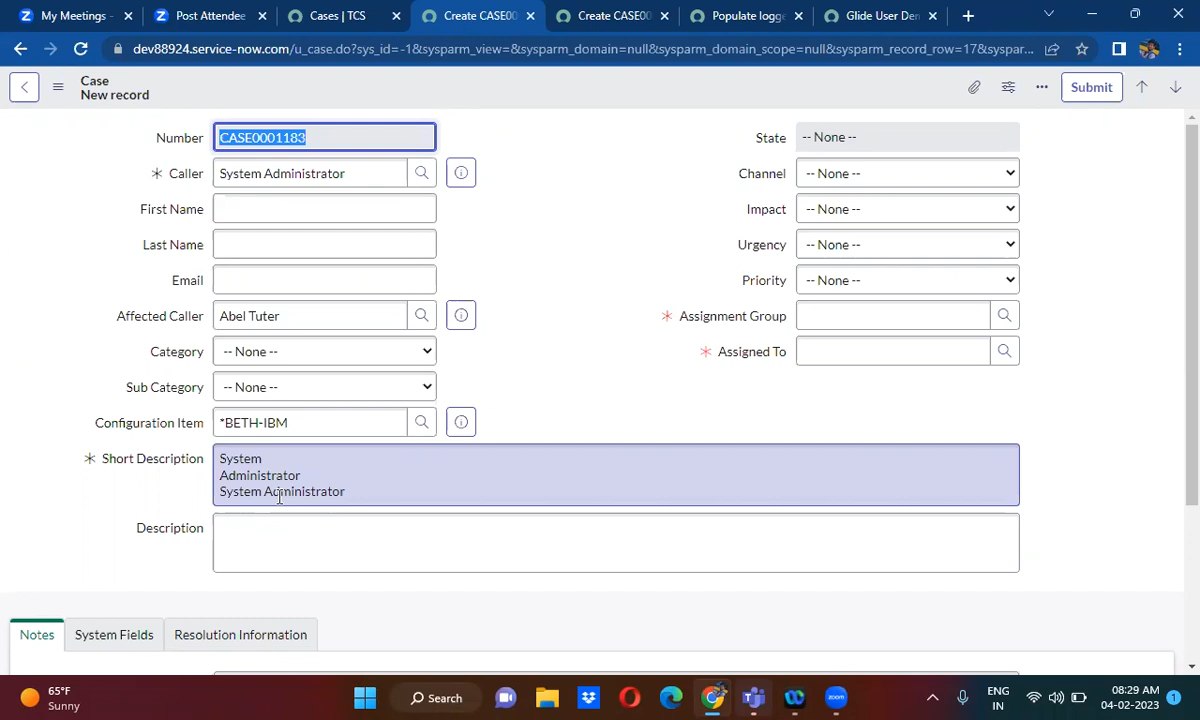 My Meetings -
Post Attendee
Cases | TCS
Create CASE00
Create CASE00
Populate logge
Glide User Der
dev88924.service-now.com/u_case.do?sys_id=-1&sysparm_view=&sysparm_domain=null&sysparm_domain_scope=null&sysparm_record_row=17&syspar...
Case
New record
Submit
Number CASE0001183
State -- None --
* Caller System Administrator
Channel -- None --
First Name
Impact -- None --
Last Name
Urgency -- None --
Email
Priority -- None --
Affected Caller Abel Tuter
* Assignment Group
Category -- None --
* Assigned To
Sub Category -- None --
Configuration Item *BETH-IBM
* Short Description System
Administrator
System Administrator
Description
Notes System Fields Resolution Information
65°F
Sunny
Search
zoom
ENG
IN
08:29 AM
04-02-2023
1